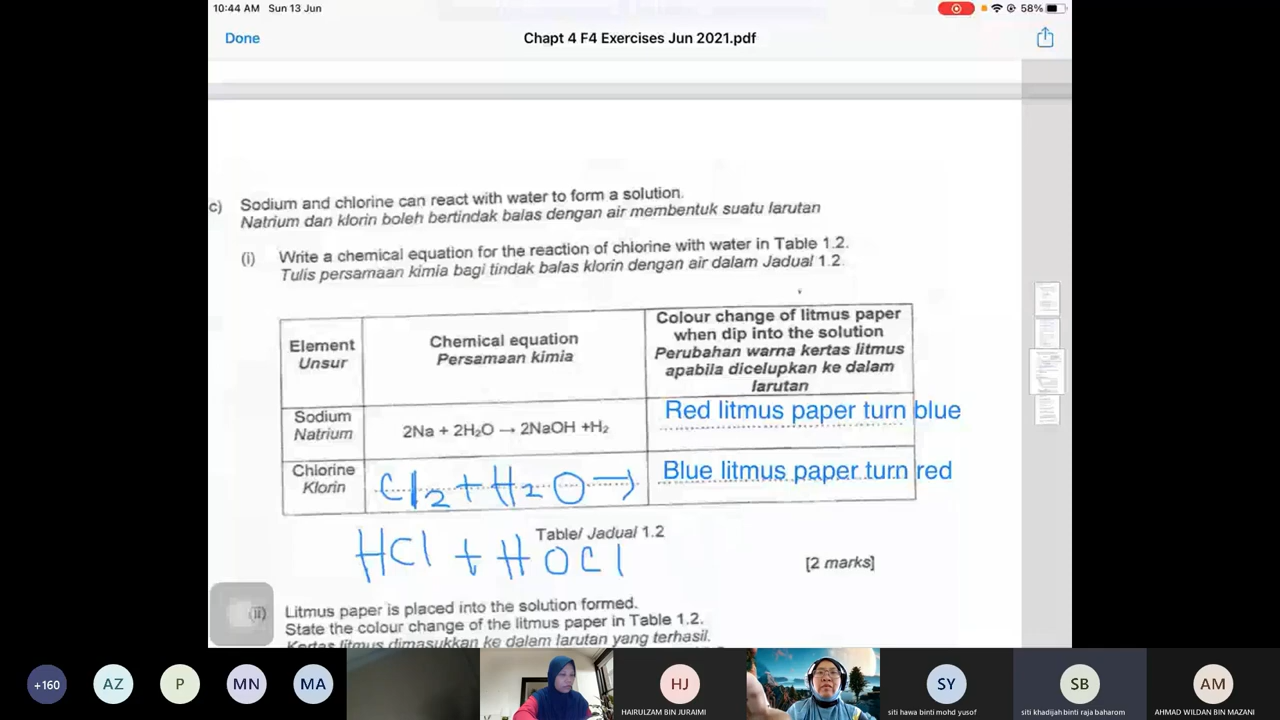 10:44 AM Sun 13 Jun
58%
Done
Chapt 4 F4 Exercises Jun 2021.pdf
c) Sodium and chlorine can react with water to form a solution.
Natrium dan klorin boleh bertindak balas dengan air membentuk suatu larutan
(i) Write a chemical equation for the reaction of chlorine with water in Table 1.2.
Tulis persamaan kimia bagi tindak balas klorin dengan air dalam Jadual 1.2.
Element
Unsur
Chemical equation
Persamaan kimia
Colour change of litmus paper
when dip into the solution
Perubahan warna kertas litmus
apabila dicelupkan ke dalam
larutan
Sodium
Natrium
2Na + 2H₂O → 2NaOH +H₂
Red litmus paper turn blue
Chlorine
Klorin
Cl₂ + H₂O →
Blue litmus paper turn red
HCl + HOCl
Table/ Jadual 1.2
[2 marks]
(ii) Litmus paper is placed into the solution formed.
State the colour change of the litmus paper in Table 1.2.
Kertas litmus dimasukkan ke dalam larutan yang terhasil.
+160
AZ
P
MN
MA
HJ
HAIRULZAM BIN JURAIMI
SY
siti hawa binti mohd yusof
SB
siti khadijah binti raja baharom
AM
AHMAD WILDAN BIN MAZANI